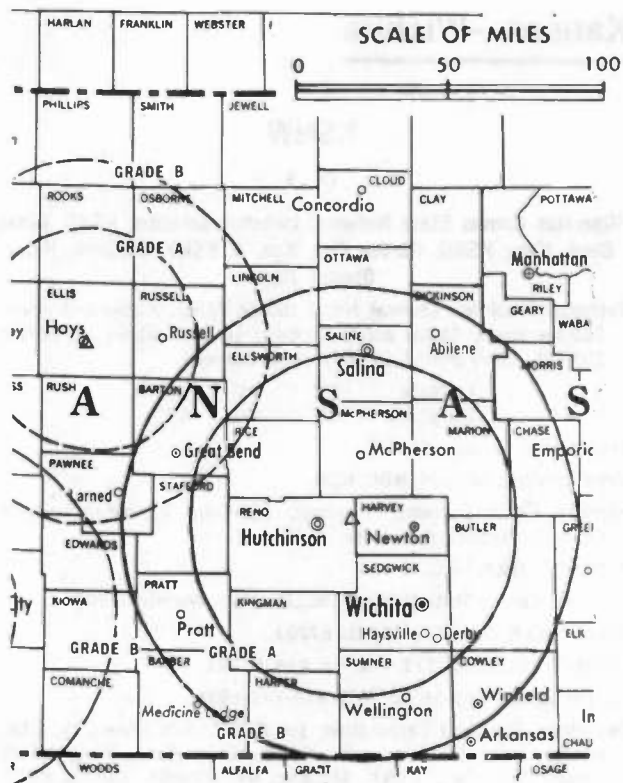 HARLAN FRANKLIN WEBSTER
SCALE OF MILES
0 50 100
PHILLIPS SMITH JEWELL
GRADE B
CLOUD
ROOKS OSBORNE MITCHELL Concordia CLAY POTTAWA
GRADE A
OTTAWA
Manhattan
LINCOLN
RILEY
ELLIS RUSSELL DICKINSON GEARY
WABA
Hays Russell SALINE Abilene
ELLSWORTH Salina MORRIS
RUSH BARTON
A N S A S
McPHERSON
RICE MARION CHASE
Great Bend McPherson Emporia
PAWNEE
STAFFORD
Larned RENO HARVEY
Hutchinson Newton BUTLER GREE
EDWARDS
SEDGWICK
PRATT
KIOWA KINGMAN Wichita
ity Pratt
Haysville Derby
ELK
GRADE B GRADE A
BARBER SUMNER COWLEY
COMANCHE HARPER
Medicine Lodge Wellington Winfield
In
GRADE
Arkansas
CHAU
WOODS ALFALFA GRANT KAY OSAGE